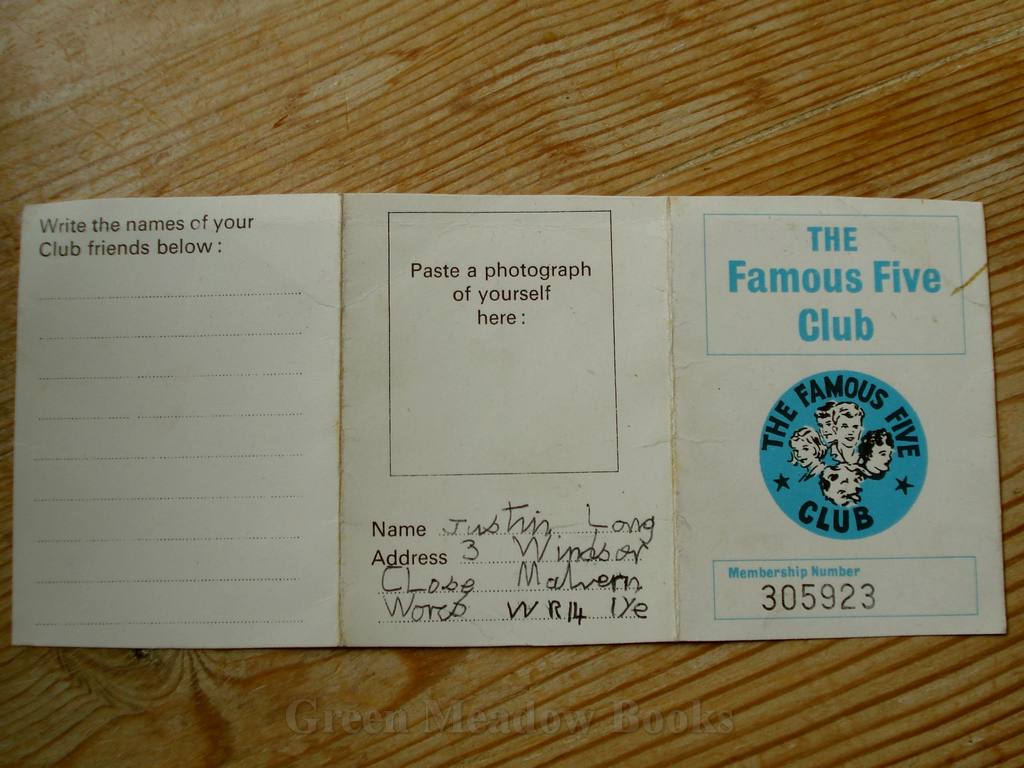 Write the names of your
Club friends below :
Paste a photograph
of yourself
here :
Name Justin Long
Address 3 Windsor
CLose Malvern
Worcs WR14 1Ye
THE
Famous Five
Club
THE FAMOUS FIVE
CLUB
Membership Number
305923
Green Meadow Books